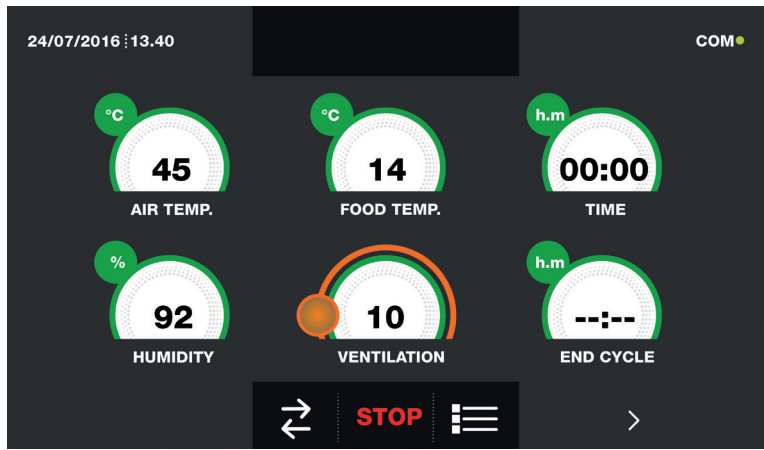 24/07/2016 13.40
COM
°C °C h.m
45 14 00:00
AIR TEMP. FOOD TEMP. TIME
% h.m
92 10 --:--
HUMIDITY VENTILATION END CYCLE
STOP